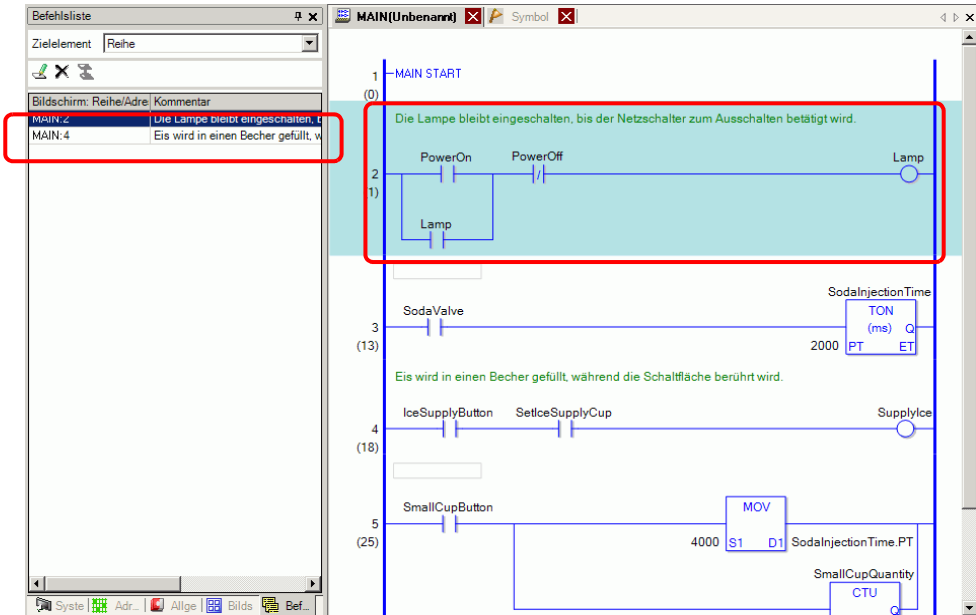 Befehlsliste
Zielelement Reihe
Bildschirm: Reihe/Adre Kommentar
MAIN:2 Die Lampe bleibt eingeschalten, b
MAIN:4 Eis wird in einen Becher gefüllt, w
Syste Adr... Allge Bilds Bef...
MAIN(Unbenannt) Symbol
1 MAIN START
(0)
Die Lampe bleibt eingeschalten, bis der Netzschalter zum Ausschalten betätigt wird.
PowerOn PowerOff Lamp
2
1)
Lamp
SodaInjectionTime
SodaValve TON
(ms) Q
3
(13) 2000 PT ET
Eis wird in einen Becher gefüllt, während die Schaltfläche berührt wird.
IceSupplyButton SetIceSupplyCup SupplyIce
4
(18)
SmallCupButton MOV
5
(25) 4000 S1 D1 SodaInjectionTime.PT
SmallCupQuantity
CTU
Q